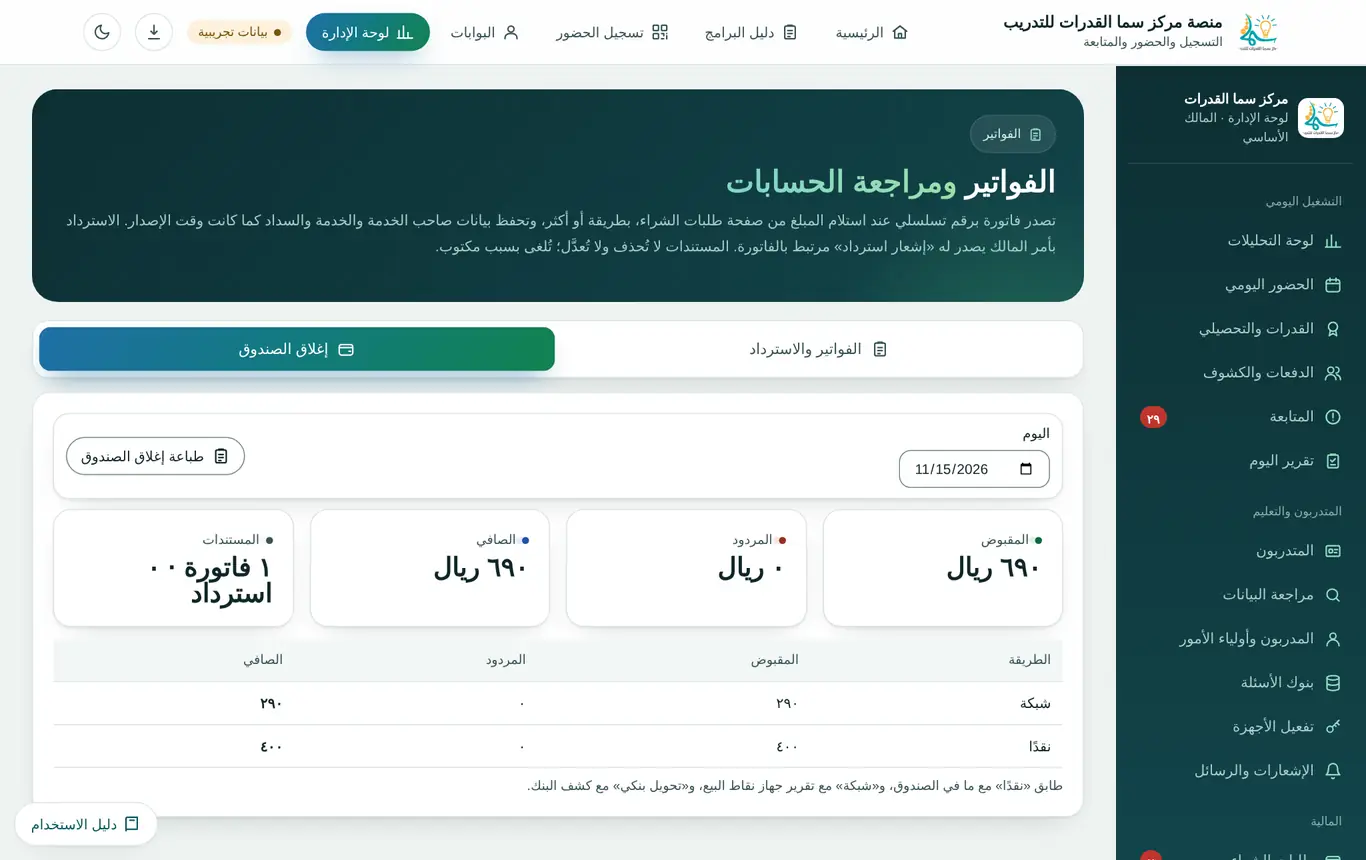 منصة مركز سما القدرات للتدريب
التسجيل والحضور والمتابعة
الرئيسية
دليل البرامج
تسجيل الحضور
البوابات
لوحة الإدارة
بيانات تجريبية
مركز سما القدرات
لوحة الإدارة · المالك
الأساسي
التشغيل اليومي
لوحة التحليلات
الحضور اليومي
القدرات والتحصيلي
الدفعات والكشوف
المتابعة
٢٩
تقرير اليوم
المتدربون والتعليم
المتدربون
مراجعة البيانات
المدربون وأولياء الأمور
بنوك الأسئلة
تفعيل الأجهزة
الإشعارات والرسائل
المالية
الفواتير
الفواتير ومراجعة الحسابات
تصدر فاتورة برقم تسلسلي عند استلام المبلغ من صفحة طلبات الشراء، بطريقة أو أكثر، وتحفظ بيانات صاحب الخدمة والخدمة والسداد كما كانت وقت الإصدار. الاسترداد
بأمر المالك يصدر له «إشعار استرداد» مرتبط بالفاتورة. المستندات لا تُحذف ولا تُعدَّل؛ تُلغى بسبب مكتوب.
الفواتير والاسترداد
إغلاق الصندوق
اليوم
11/15/2026
طباعة إغلاق الصندوق
المقبوض
٦٩٠ ريال
المردود
٠ ريال
الصافي
٦٩٠ ريال
المستندات
١ فاتورة · ٠
استرداد
الطريقة المقبوض المردود الصافي
شبكة ٢٩٠ ٠ ٢٩٠
نقدًا ٤٠٠ ٠ ٤٠٠
طابق «نقدًا» مع ما في الصندوق، و«شبكة» مع تقرير جهاز نقاط البيع، و«تحويل بنكي» مع كشف البنك.
دليل الاستخدام